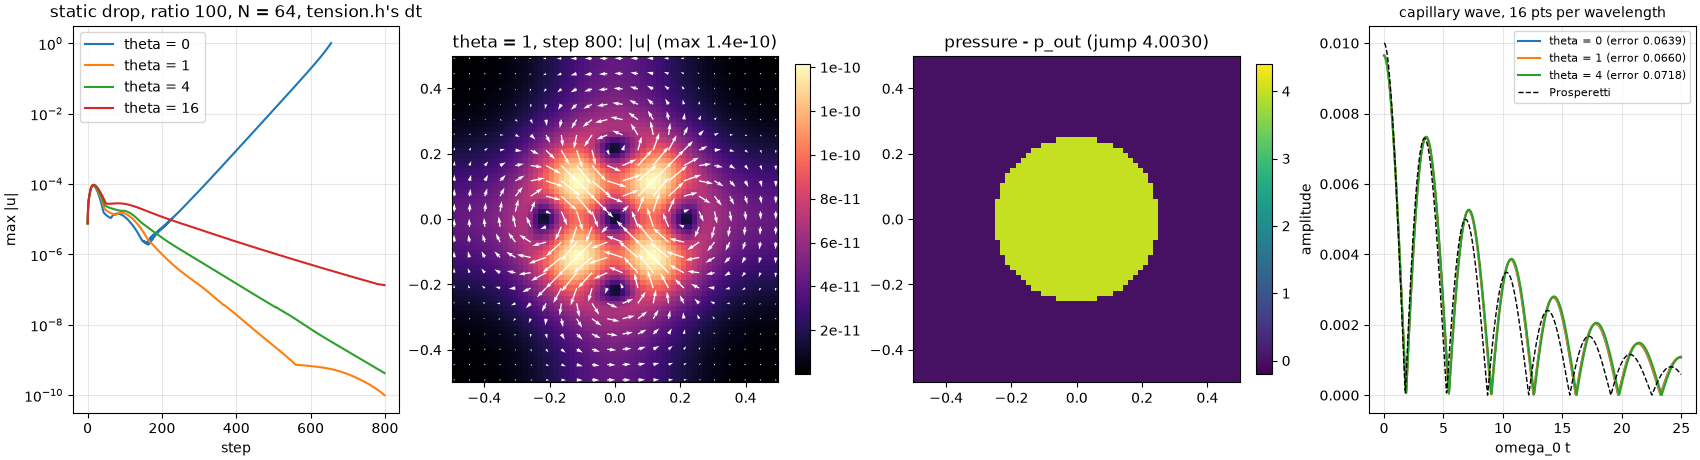 static drop, ratio 100, N = 64, tension.h's dt
theta = 0
theta = 1
theta = 4
theta = 16
10^0
10^-2
10^-4
10^-6
10^-8
10^-10
max |u|
0
200
400
600
800
step
theta = 1, step 800: |u| (max 1.4e-10)
0.4
0.2
0.0
−0.2
−0.4
−0.4
−0.2
0.0
0.2
0.4
1e-10
1e-10
1e-10
8e-11
6e-11
4e-11
2e-11
pressure - p_out (jump 4.0030)
0.4
0.2
0.0
−0.2
−0.4
−0.4
−0.2
0.0
0.2
0.4
4
3
2
1
0
capillary wave, 16 pts per wavelength
theta = 0 (error 0.0639)
theta = 1 (error 0.0660)
theta = 4 (error 0.0718)
Prosperetti
0.010
0.008
0.006
0.004
0.002
0.000
amplitude
0
5
10
15
20
25
omega_0 t